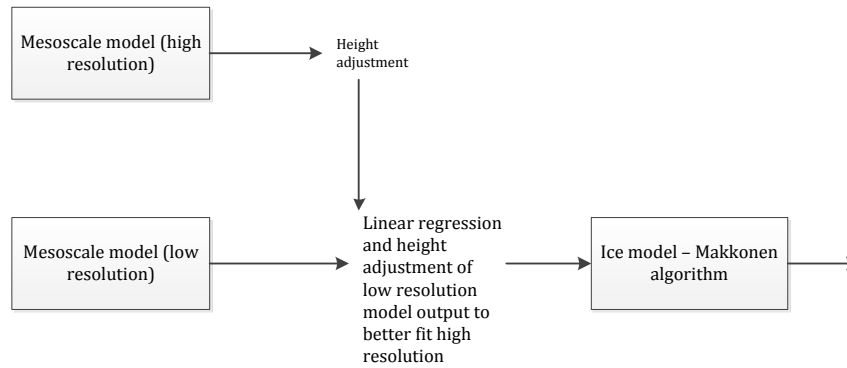 Mesoscale model (high
resolution)
Height
adjustment
Mesoscale model (low
resolution)
Linear regression
and height
adjustment of
low resolution
model output to
better fit high
resolution
Ice model – Makkonen
algorithm